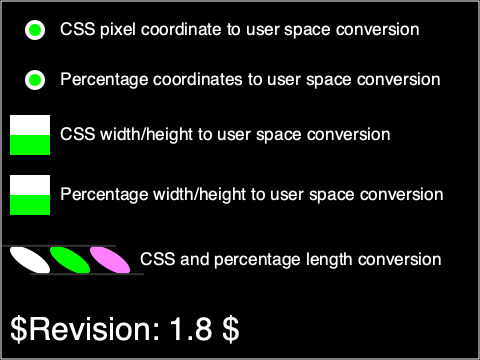 CSS pixel coordinate to user space conversion
Percentage coordinates to user space conversion
CSS width/height to user space conversion
Percentage width/height to user space conversion
CSS and percentage length conversion
$Revision: 1.8 $